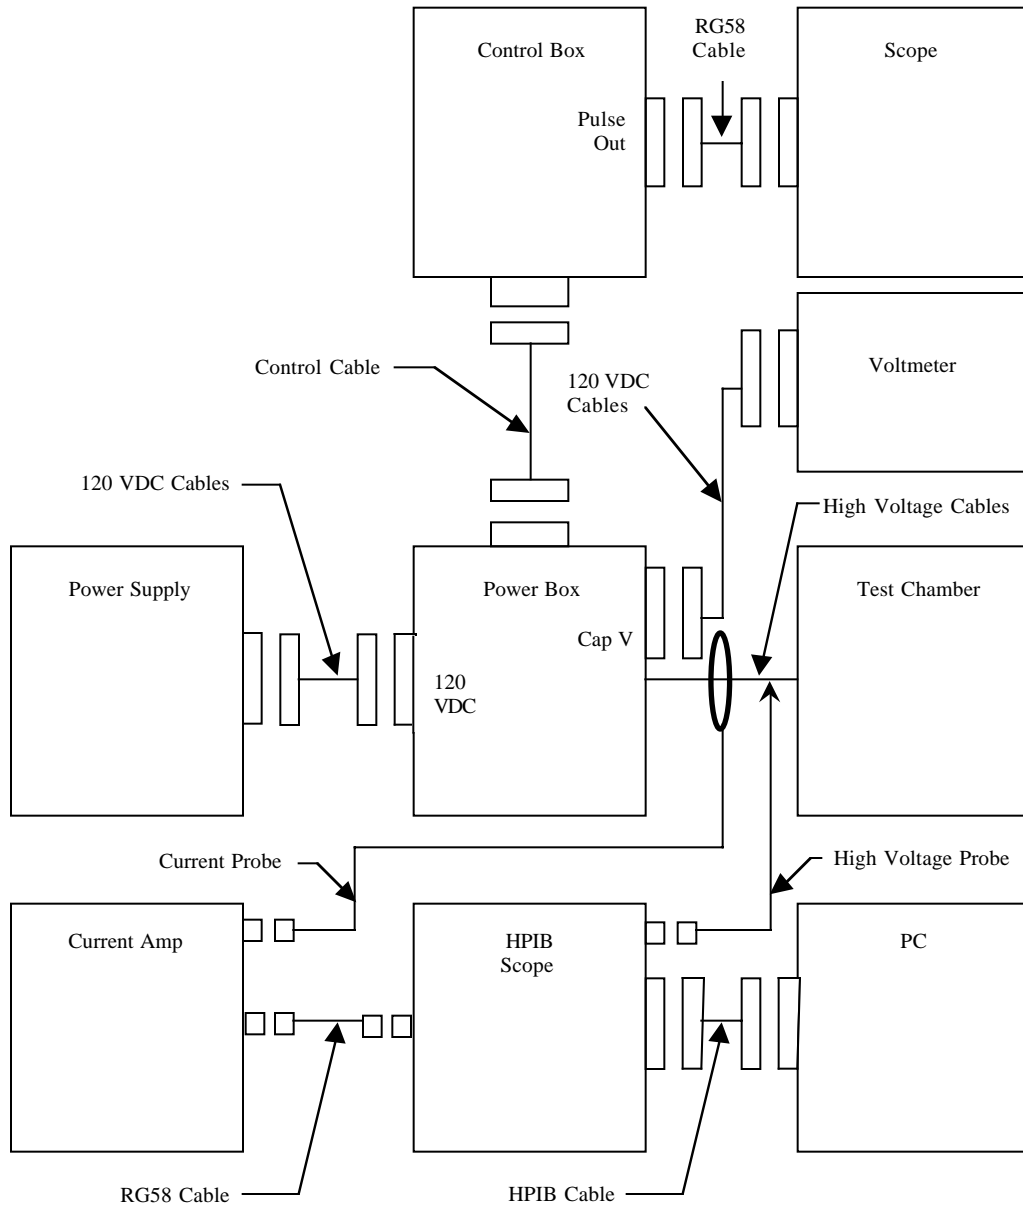 Control Box
RG58
Cable
Scope
Pulse
Out
Control Cable
120 VDC
Cables
Voltmeter
120 VDC Cables
High Voltage Cables
Power Supply
Power Box
Test Chamber
Cap V
120
VDC
Current Probe
High Voltage Probe
Current Amp
HPIB
Scope
PC
RG58 Cable
HPIB Cable